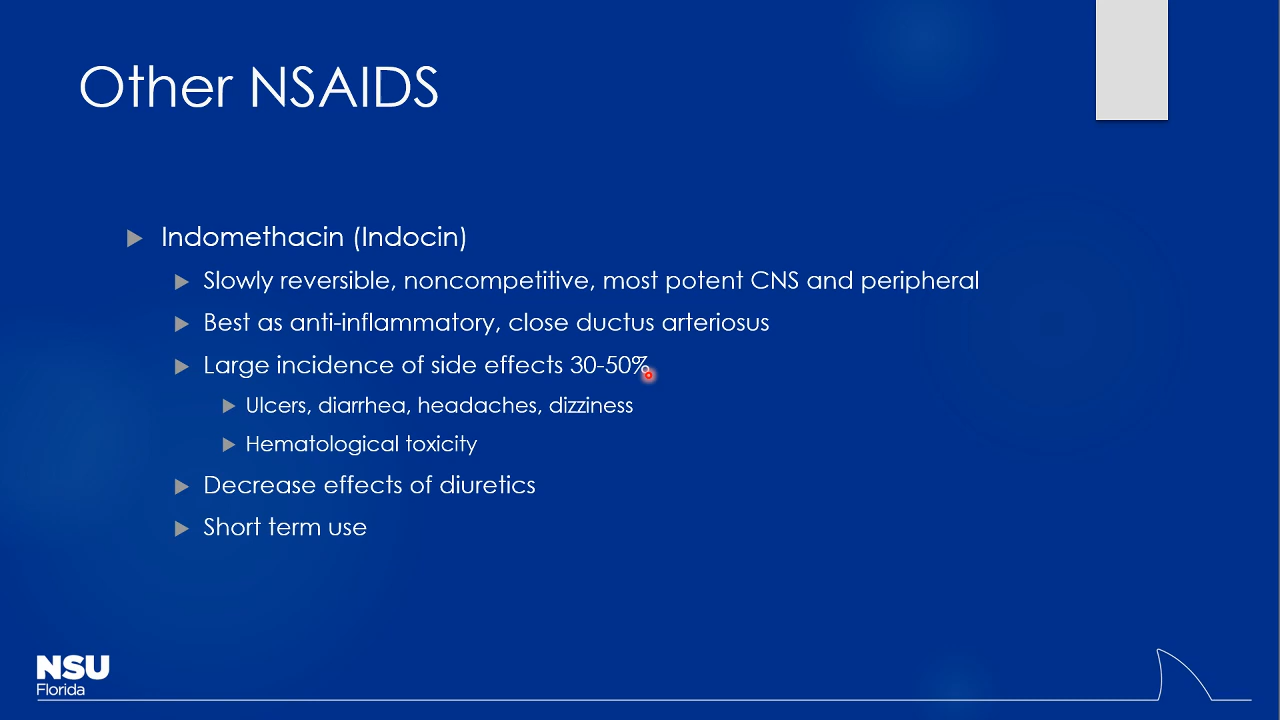 Other NSAIDS
Indomethacin (Indocin)
Slowly reversible, noncompetitive, most potent CNS and peripheral
Best as anti-inflammatory, close ductus arteriosus
Large incidence of side effects 30-50%
Ulcers, diarrhea, headaches, dizziness
Hematological toxicity
Decrease effects of diuretics
Short term use
NSU
Florida